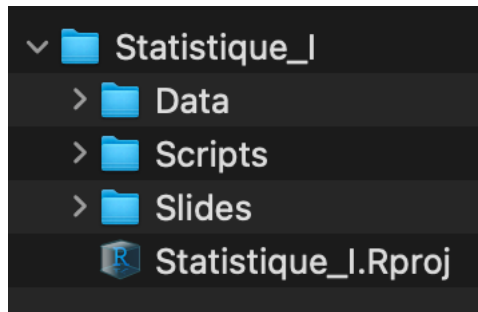 Statistique_I
Data
Scripts
Slides
R
Statistique_I.Rproj